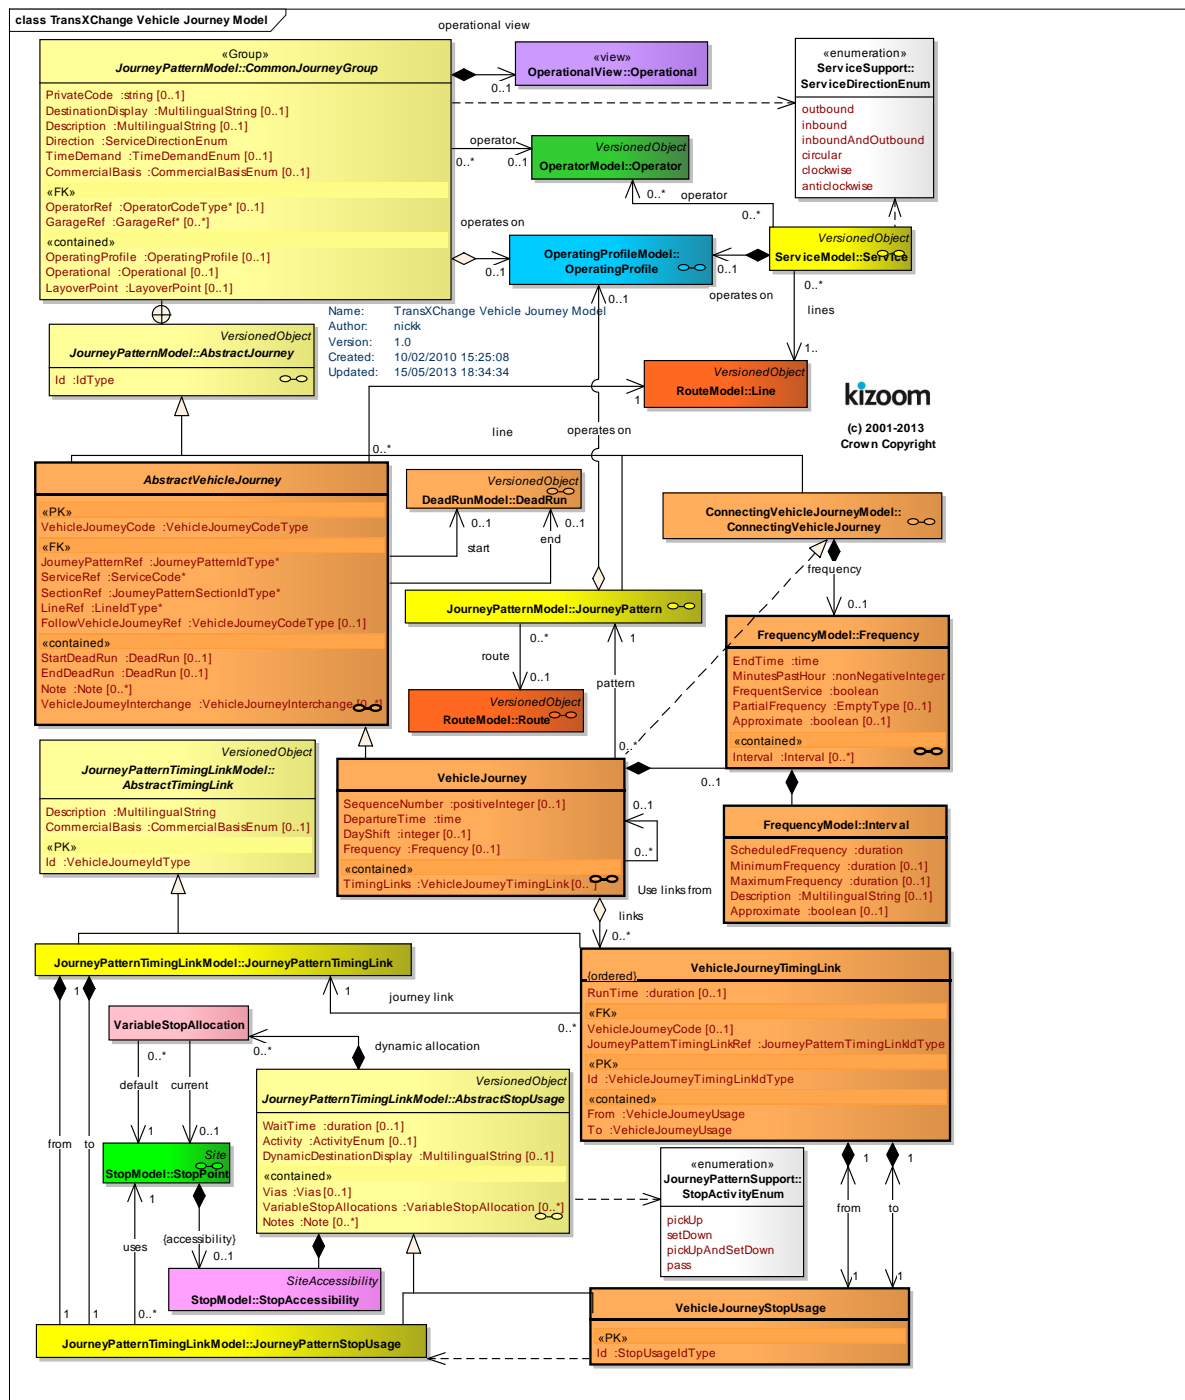 class TransXChange Vehicle Journey Model
operational view
«Group»
JourneyPatternModel::CommonJourneyGroup
PrivateCode :string [0..1]
DestinationDisplay :MultilingualString [0..1]
Description :MultilingualString [0..1]
Direction :ServiceDirectionEnum
TimeDemand :TimeDemandEnum [0..1]
CommercialBasis :CommercialBasisEnum [0..1]
«FK»
OperatorRef :OperatorCodeType* [0..1]
GarageRef :GarageRef* [0..*]
«contained»
OperatingProfile :OperatingProfile [0..1]
Operational :Operational [0..1]
LayoverPoint :LayoverPoint [0..1]
0..1
«view»
OperationalView::Operational
«enumeration»
ServiceSupport::
ServiceDirectionEnum
outbound
inbound
inboundAndOutbound
circular
clockwise
anticlockwise
operator
0..*
0..1
VersionedObject
OperatorModel::Operator
0..*
operator
0..*
operates on
0..1
OperatingProfileModel::
OperatingProfile
0..1
0..1
operates on
VersionedObject
ServiceModel::Service
0..*
lines
1..
Name: TransXChange Vehicle Journey Model
Author: nickk
Version: 1.0
Created: 10/02/2010 15:25:08
Updated: 15/05/2013 18:34:34
VersionedObject
JourneyPatternModel::AbstractJourney
Id :IdType
VersionedObject
RouteModel::Line
1
kizoom
(c) 2001-2013
Crown Copyright
line
operates on
0..*
AbstractVehicleJourney
«PK»
VehicleJourneyCode :VehicleJourneyCodeType
«FK»
JourneyPatternRef :JourneyPatternIdType*
ServiceRef :ServiceCode*
SectionRef :JourneyPatternSectionIdType*
LineRef :LineIdType*
FollowVehicleJourneyRef :VehicleJourneyCodeType [0..1]
«contained»
StartDeadRun :DeadRun [0..1]
EndDeadRun :DeadRun [0..1]
Note :Note [0..*]
VehicleJourneyInterchange :VehicleJourneyInterchange [0..*]
VersionedObject
DeadRunModel::DeadRun
0..1
0..1
start
end
ConnectingVehicleJourneyModel::
ConnectingVehicleJourney
frequency
0..1
JourneyPatternModel::JourneyPattern
0..*
1
route
pattern
0..1
VersionedObject
RouteModel::Route
0..*
FrequencyModel::Frequency
EndTime :time
MinutesPastHour :nonNegativeInteger
FrequentService :boolean
PartialFrequency :EmptyType [0..1]
Approximate :boolean [0..1]
«contained»
Interval :Interval [0..*]
0..1
VersionedObject
JourneyPatternTimingLinkModel::
AbstractTimingLink
Description :MultilingualString
CommercialBasis :CommercialBasisEnum [0..1]
«PK»
Id :VehicleJourneyIdType
VehicleJourney
SequenceNumber :positiveInteger [0..1]
DepartureTime :time
DayShift :integer [0..1]
Frequency :Frequency [0..1]
«contained»
TimingLinks :VehicleJourneyTimingLink [0..*]
0..1
0..*
Use links from
FrequencyModel::Interval
ScheduledFrequency :duration
MinimumFrequency :duration [0..1]
MaximumFrequency :duration [0..1]
Description :MultilingualString [0..1]
Approximate :boolean [0..1]
links
0..*
JourneyPatternTimingLinkModel::JourneyPatternTimingLink
1
1
journey link
0..*
VehicleJourneyTimingLink
{ordered}
RunTime :duration [0..1]
«FK»
VehicleJourneyCode [0..1]
JourneyPatternTimingLinkRef :JourneyPatternTimingLinkIdType
«PK»
Id :VehicleJourneyTimingLinkIdType
«contained»
From :VehicleJourneyUsage
To :VehicleJourneyUsage
VariableStopAllocation
0..*
0..*
dynamic allocation
default
current
1
0..1
from
to
VersionedObject
JourneyPatternTimingLinkModel::AbstractStopUsage
WaitTime :duration [0..1]
Activity :ActivityEnum [0..1]
DynamicDestinationDisplay :MultilingualString [0..1]
«contained»
Vias :Vias [0..1]
VariableStopAllocations :VariableStopAllocation [0..*]
Notes :Note [0..*]
Site
StopModel::StopPoint
1
{accessibility}
uses
0..1
«enumeration»
JourneyPatternSupport::
StopActivityEnum
pickUp
setDown
pickUpAndSetDown
pass
1
1
from
to
1
1
SiteAccessibility
StopModel::StopAccessibility
1
1
0..*
JourneyPatternTimingLinkModel::JourneyPatternStopUsage
VehicleJourneyStopUsage
«PK»
Id :StopUsageIdType